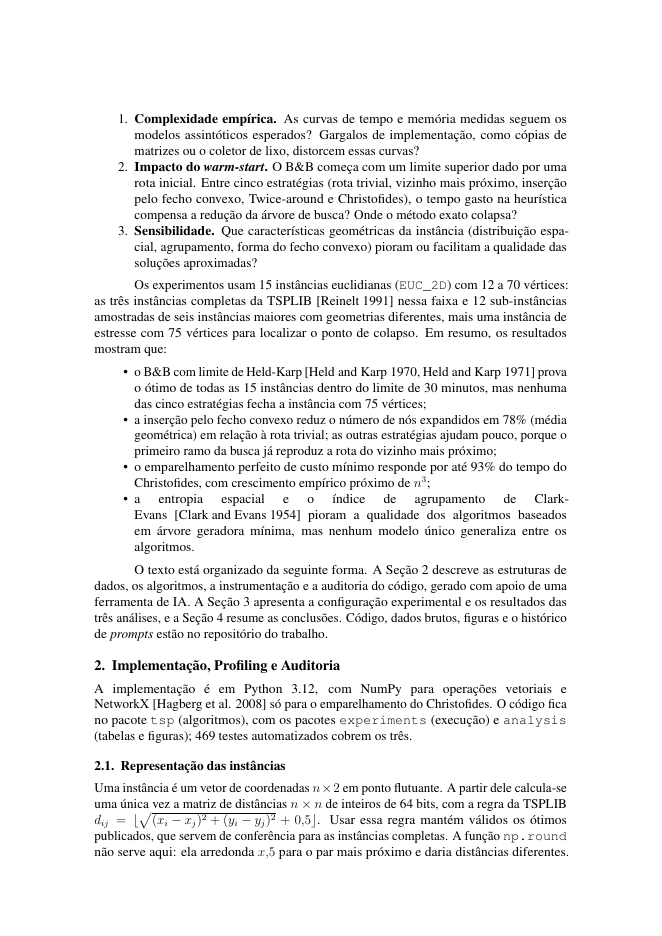 1. Complexidade empírica. As curvas de tempo e memória medidas seguem os
modelos assintóticos esperados? Gargalos de implementação, como cópias de
matrizes ou o coletor de lixo, distorcem essas curvas?
2. Impacto do warm-start. O B&B começa com um limite superior dado por uma
rota inicial. Entre cinco estratégias (rota trivial, vizinho mais próximo, inserção
pelo fecho convexo, Twice-around e Christofides), o tempo gasto na heurística
compensa a redução da árvore de busca? Onde o método exato colapsa?
3. Sensibilidade. Que características geométricas da instância (distribuição espa-
cial, agrupamento, forma do fecho convexo) pioram ou facilitam a qualidade das
soluções aproximadas?
Os experimentos usam 15 instâncias euclidianas (EUC_2D) com 12 a 70 vértices:
as três instâncias completas da TSPLIB [Reinelt 1991] nessa faixa e 12 sub-instâncias
amostradas de seis instâncias maiores com geometrias diferentes, mais uma instância de
estresse com 75 vértices para localizar o ponto de colapso. Em resumo, os resultados
mostram que:
• o B&B com limite de Held-Karp [Held and Karp 1970, Held and Karp 1971] prova
o ótimo de todas as 15 instâncias dentro do limite de 30 minutos, mas nenhuma
das cinco estratégias fecha a instância com 75 vértices;
• a inserção pelo fecho convexo reduz o número de nós expandidos em 78% (média
geométrica) em relação à rota trivial; as outras estratégias ajudam pouco, porque o
primeiro ramo da busca já reproduz a rota do vizinho mais próximo;
• o emparelhamento perfeito de custo mínimo responde por até 93% do tempo do
Christofides, com crescimento empírico próximo de n³;
• a entropia espacial e o índice de agrupamento de Clark-
Evans [Clark and Evans 1954] pioram a qualidade dos algoritmos baseados
em árvore geradora mínima, mas nenhum modelo único generaliza entre os
algoritmos.
O texto está organizado da seguinte forma. A Seção 2 descreve as estruturas de
dados, os algoritmos, a instrumentação e a auditoria do código, gerado com apoio de uma
ferramenta de IA. A Seção 3 apresenta a configuração experimental e os resultados das
três análises, e a Seção 4 resume as conclusões. Código, dados brutos, figuras e o histórico
de prompts estão no repositório do trabalho.
2. Implementação, Profiling e Auditoria
A implementação é em Python 3.12, com NumPy para operações vetoriais e
NetworkX [Hagberg et al. 2008] só para o emparelhamento do Christofides. O código fica
no pacote tsp (algoritmos), com os pacotes experiments (execução) e analysis
(tabelas e figuras); 469 testes automatizados cobrem os três.
2.1. Representação das instâncias
Uma instância é um vetor de coordenadas n × 2 em ponto flutuante. A partir dele calcula-se
uma única vez a matriz de distâncias n × n de inteiros de 64 bits, com a regra da TSPLIB
d_ij = ⌊√((x_i − x_j)² + (y_i − y_j)²) + 0,5⌋. Usar essa regra mantém válidos os ótimos
publicados, que servem de conferência para as instâncias completas. A função np.round
não serve aqui: ela arredonda x,5 para o par mais próximo e daria distâncias diferentes.